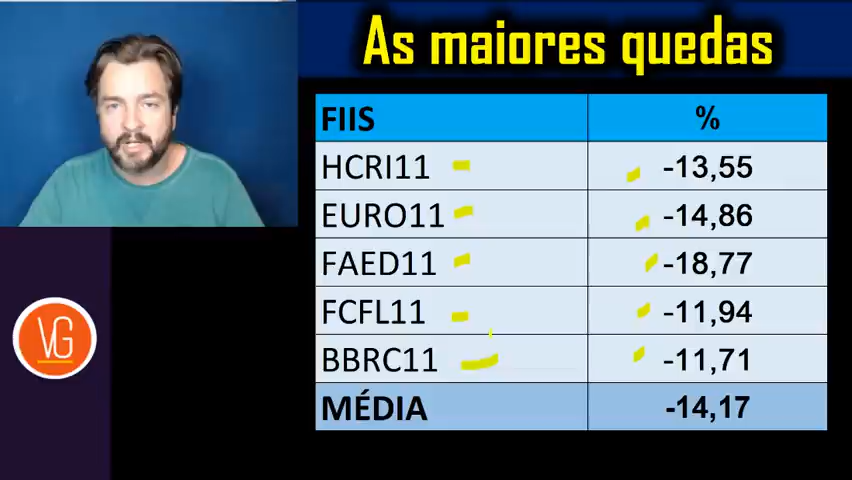 As maiores quedas
FIIS %
HCRI11 -13,55
EURO11 -14,86
FAED11 -18,77
FCFL11 -11,94
BBRC11 -11,71
MÉDIA -14,17
VG